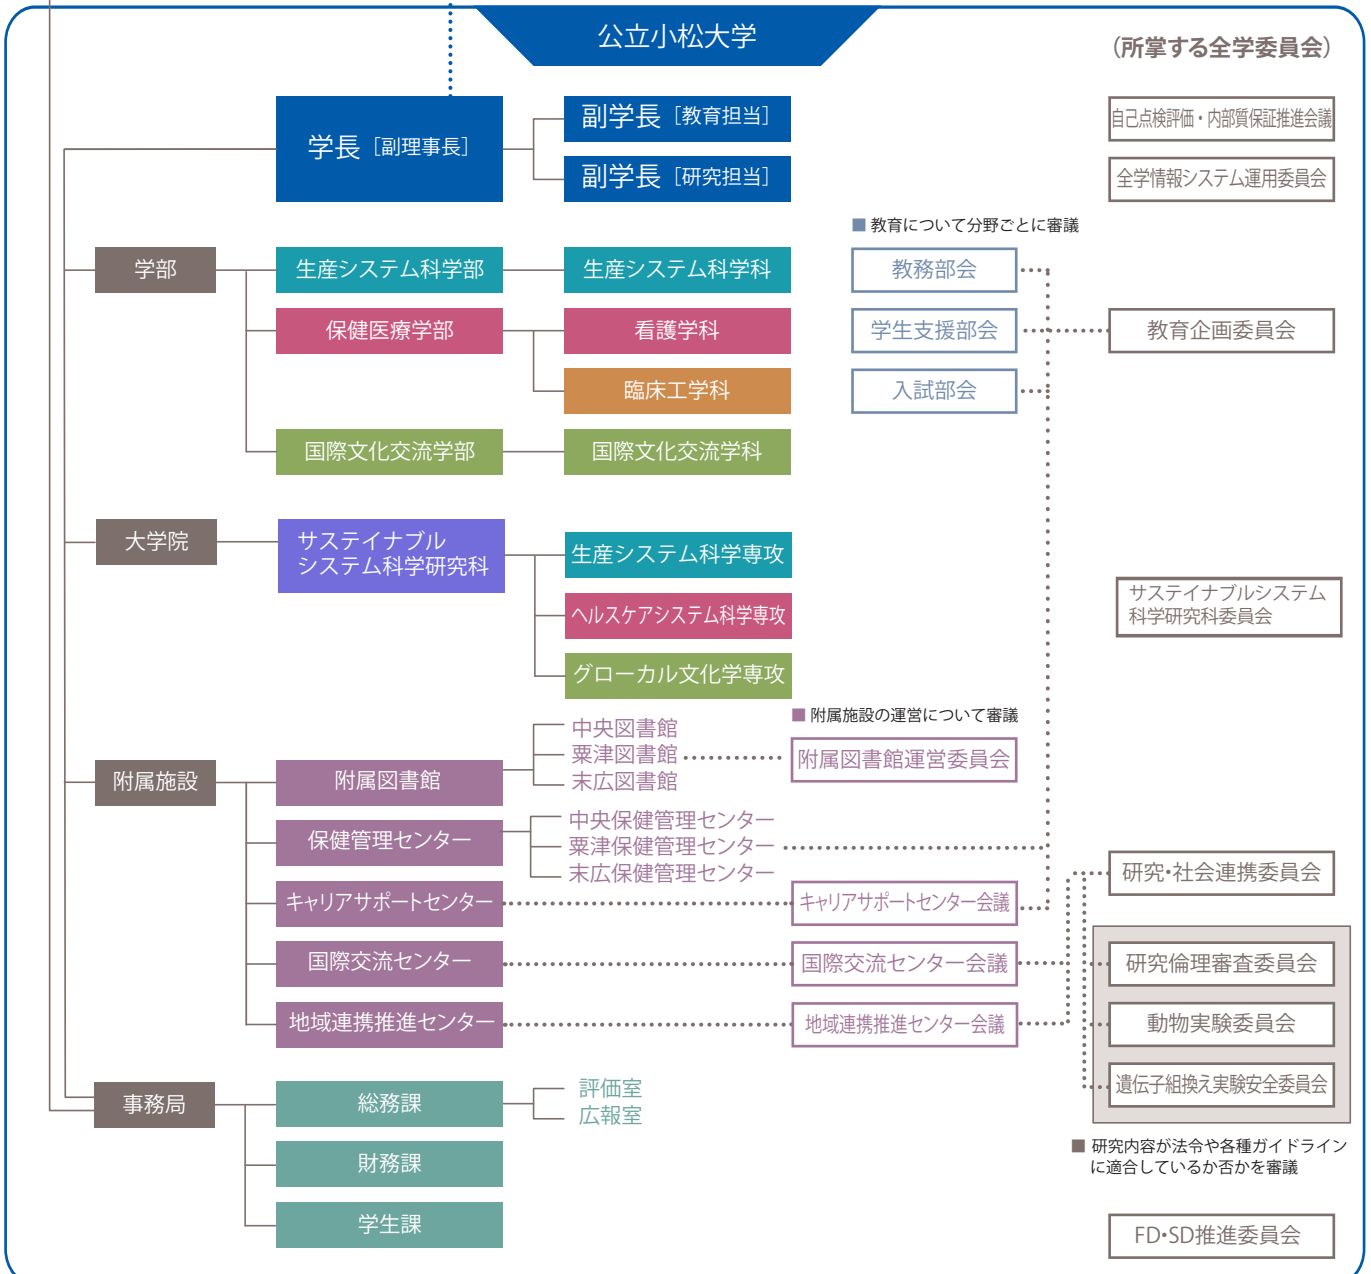 公立小松大学
(所掌する全学委員会)
学長［副理事長］
副学長［教育担当］
副学長［研究担当］
自己点検評価・内部質保証推進会議
全学情報システム運用委員会
■ 教育について分野ごとに審議
学部
生産システム科学部
生産システム科学科
教務部会
保健医療学部
看護学科
学生支援部会
教育企画委員会
臨床工学科
入試部会
国際文化交流学部
国際文化交流学科
大学院
サステイナブル
システム科学研究科
生産システム科学専攻
ヘルスケアシステム科学専攻
グローカル文化学専攻
サステイナブルシステム
科学研究科委員会
■ 附属施設の運営について審議
附属施設
附属図書館
中央図書館
粟津図書館
末広図書館
附属図書館運営委員会
保健管理センター
中央保健管理センター
粟津保健管理センター
末広保健管理センター
キャリアサポートセンター
キャリアサポートセンター会議
研究・社会連携委員会
国際交流センター
国際交流センター会議
研究倫理審査委員会
地域連携推進センター
地域連携推進センター会議
動物実験委員会
遺伝子組換え実験安全委員会
事務局
総務課
評価室
広報室
財務課
学生課
■ 研究内容が法令や各種ガイドライン
に適合しているか否かを審議
FD・SD推進委員会